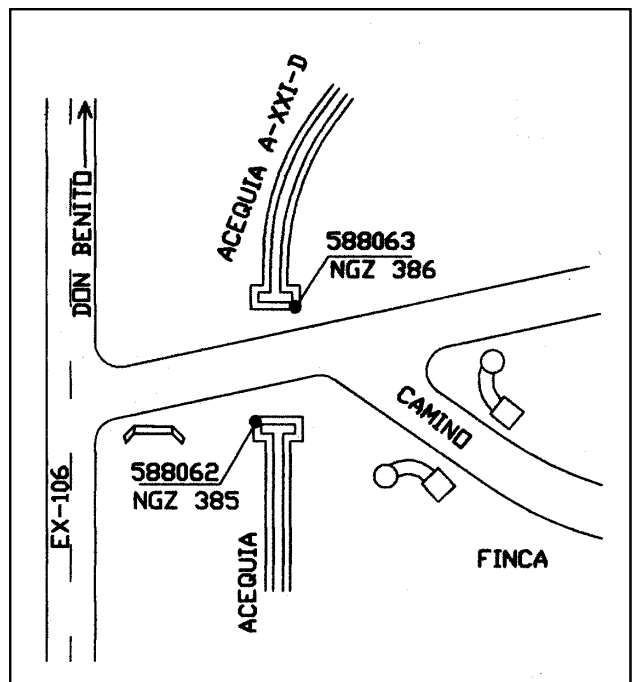 ACEQUIA A-XXI-D
DON BENITO
588063
NGZ 386
CAMINO
588062
NGZ 385
EX-106
ACEQUIA
FINCA